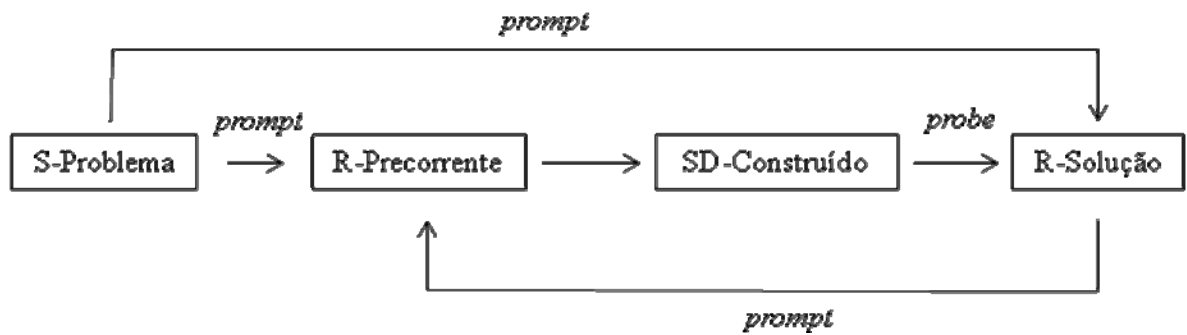 prompt
prompt
probe
S-Problema
R-Precorrente
SD-Construído
R-Solução
prompt